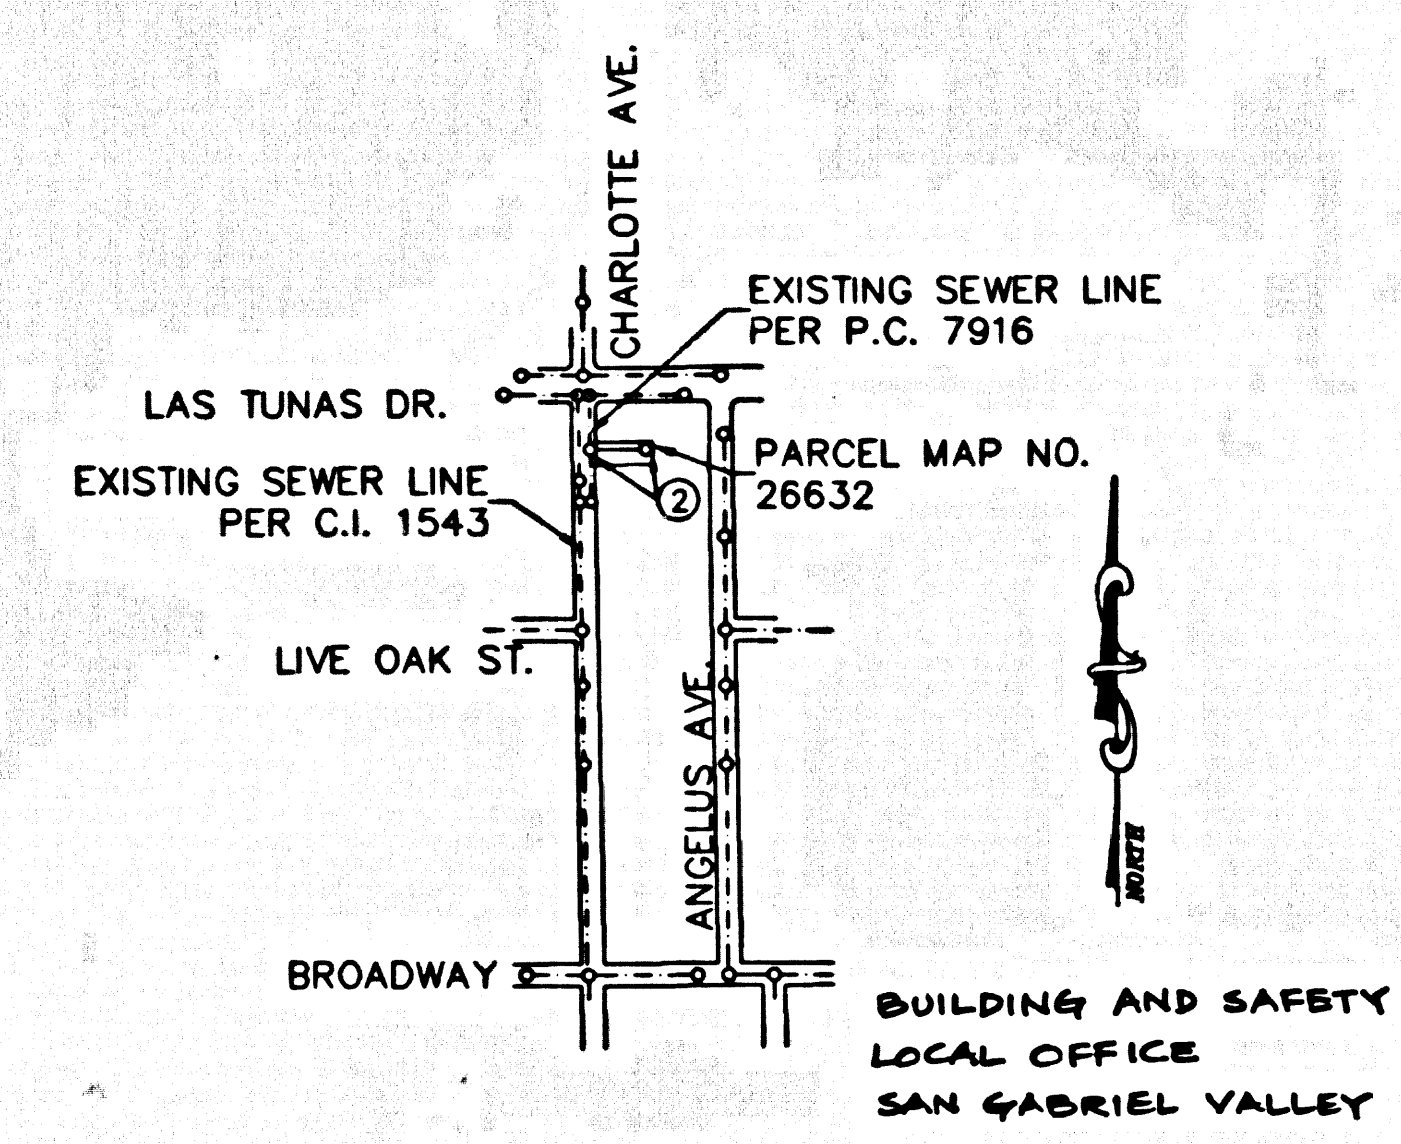 CHARLOTTE AVE.
EXISTING SEWER LINE
PER P.C. 7916
LAS TUNAS DR.
PARCEL MAP NO.
26632
EXISTING SEWER LINE
PER C.I. 1543
2
LIVE OAK ST.
ANGELUS AVE.
NORTH
BROADWAY
BUILDING AND SAFETY
LOCAL OFFICE
SAN GABRIEL VALLEY